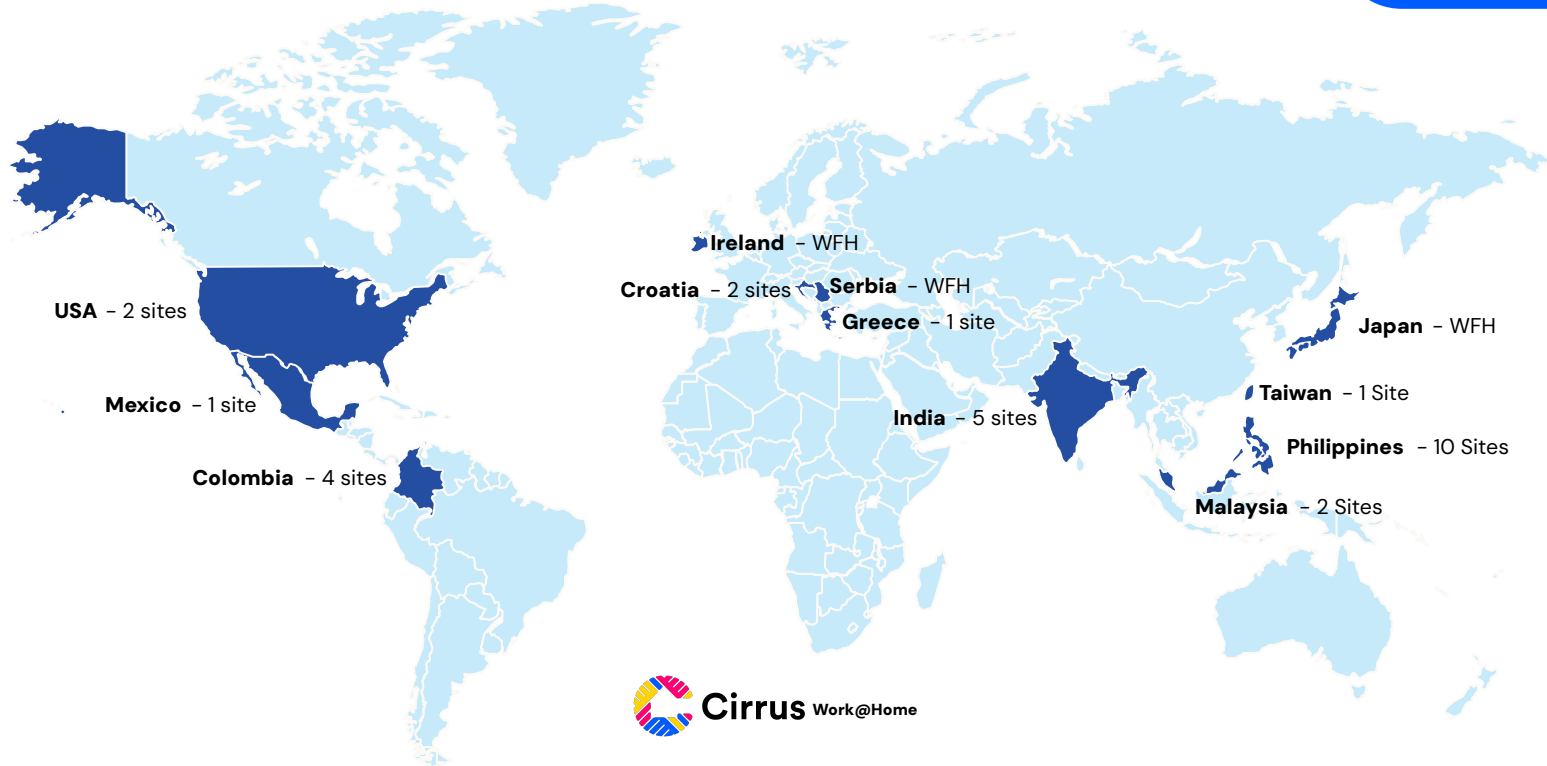 Ireland - WFH
Croatia - 2 sites
Serbia - WFH
USA - 2 sites
Greece - 1 site
Japan - WFH
Mexico - 1 site
Taiwan - 1 Site
India - 5 sites
Philippines - 10 Sites
Colombia - 4 sites
Malaysia - 2 Sites
Cirrus Work@Home